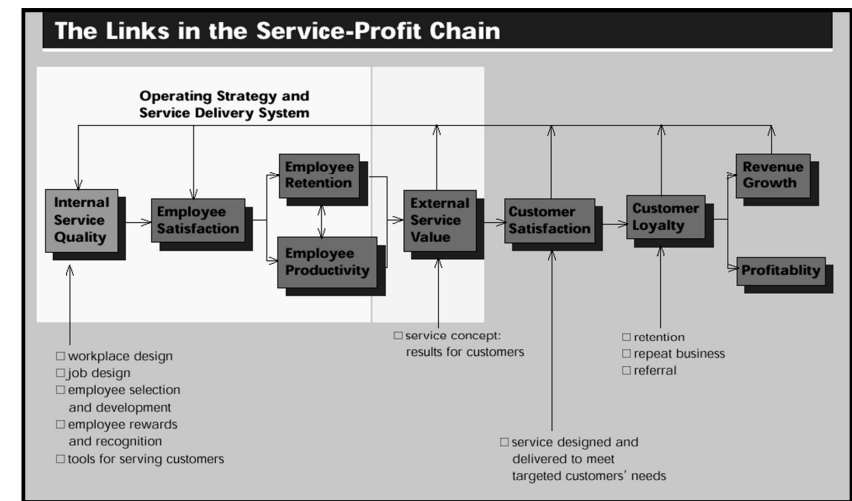 The Links in the Service-Profit Chain
Operating Strategy and
Service Delivery System
Internal
Service
Quality
Employee
Satisfaction
Employee
Retention
Employee
Productivity
External
Service
Value
Customer
Satisfaction
Customer
Loyalty
Revenue
Growth
Profitablity
□ workplace design
□ job design
□ employee selection
and development
□ employee rewards
and recognition
□ tools for serving customers
□ service concept:
results for customers
□ service designed and
delivered to meet
targeted customers' needs
□ retention
□ repeat business
□ referral